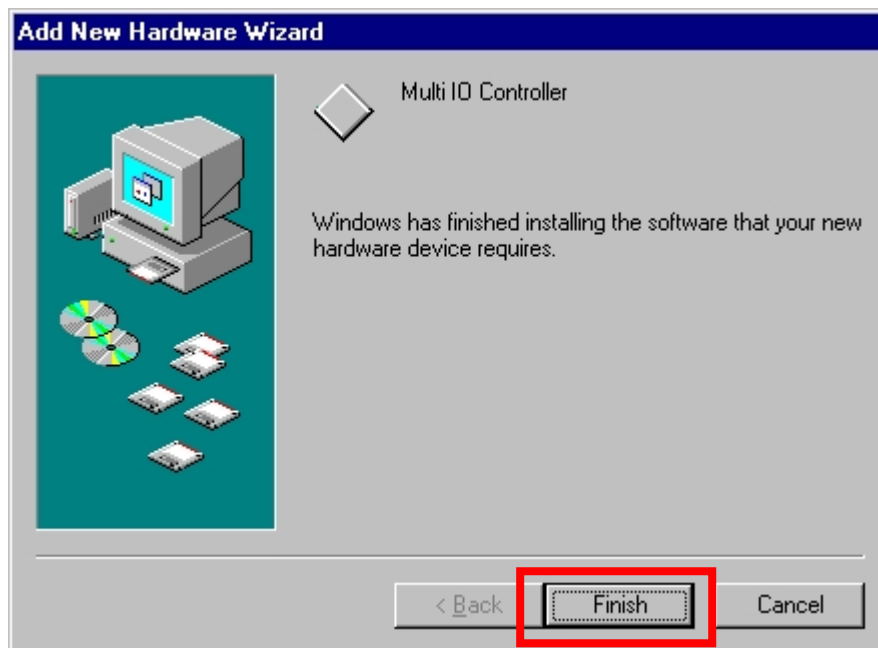 Add New Hardware Wizard
Multi IO Controller
Windows has finished installing the software that your new
hardware device requires.
< Back
Finish
Cancel